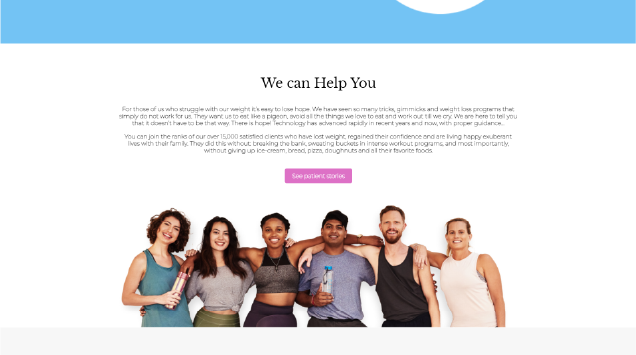 We can Help You
For those of us who struggle with our weight it's easy to lose hope. We have seen so many tricks, gimmicks and weight loss programs that
simply do not work for us. They want us to eat like a pigeon, avoid all the things we love to eat and work out till we cry. We are here to tell you
that it doesn't have to be that way. There is hope! Technology has advanced rapidly in recent years and now, with proper guidance,
You can join the ranks of our over 15,000 satisfied clients who have lost weight, regained their confidence and are living happy exuberant
lives with their family. They did this without; breaking the bank, sweating buckets in intense workout programs, and most importantly,
without giving up ice-cream, bread, pizza, doughnuts and all their favorite foods.
See patient stories